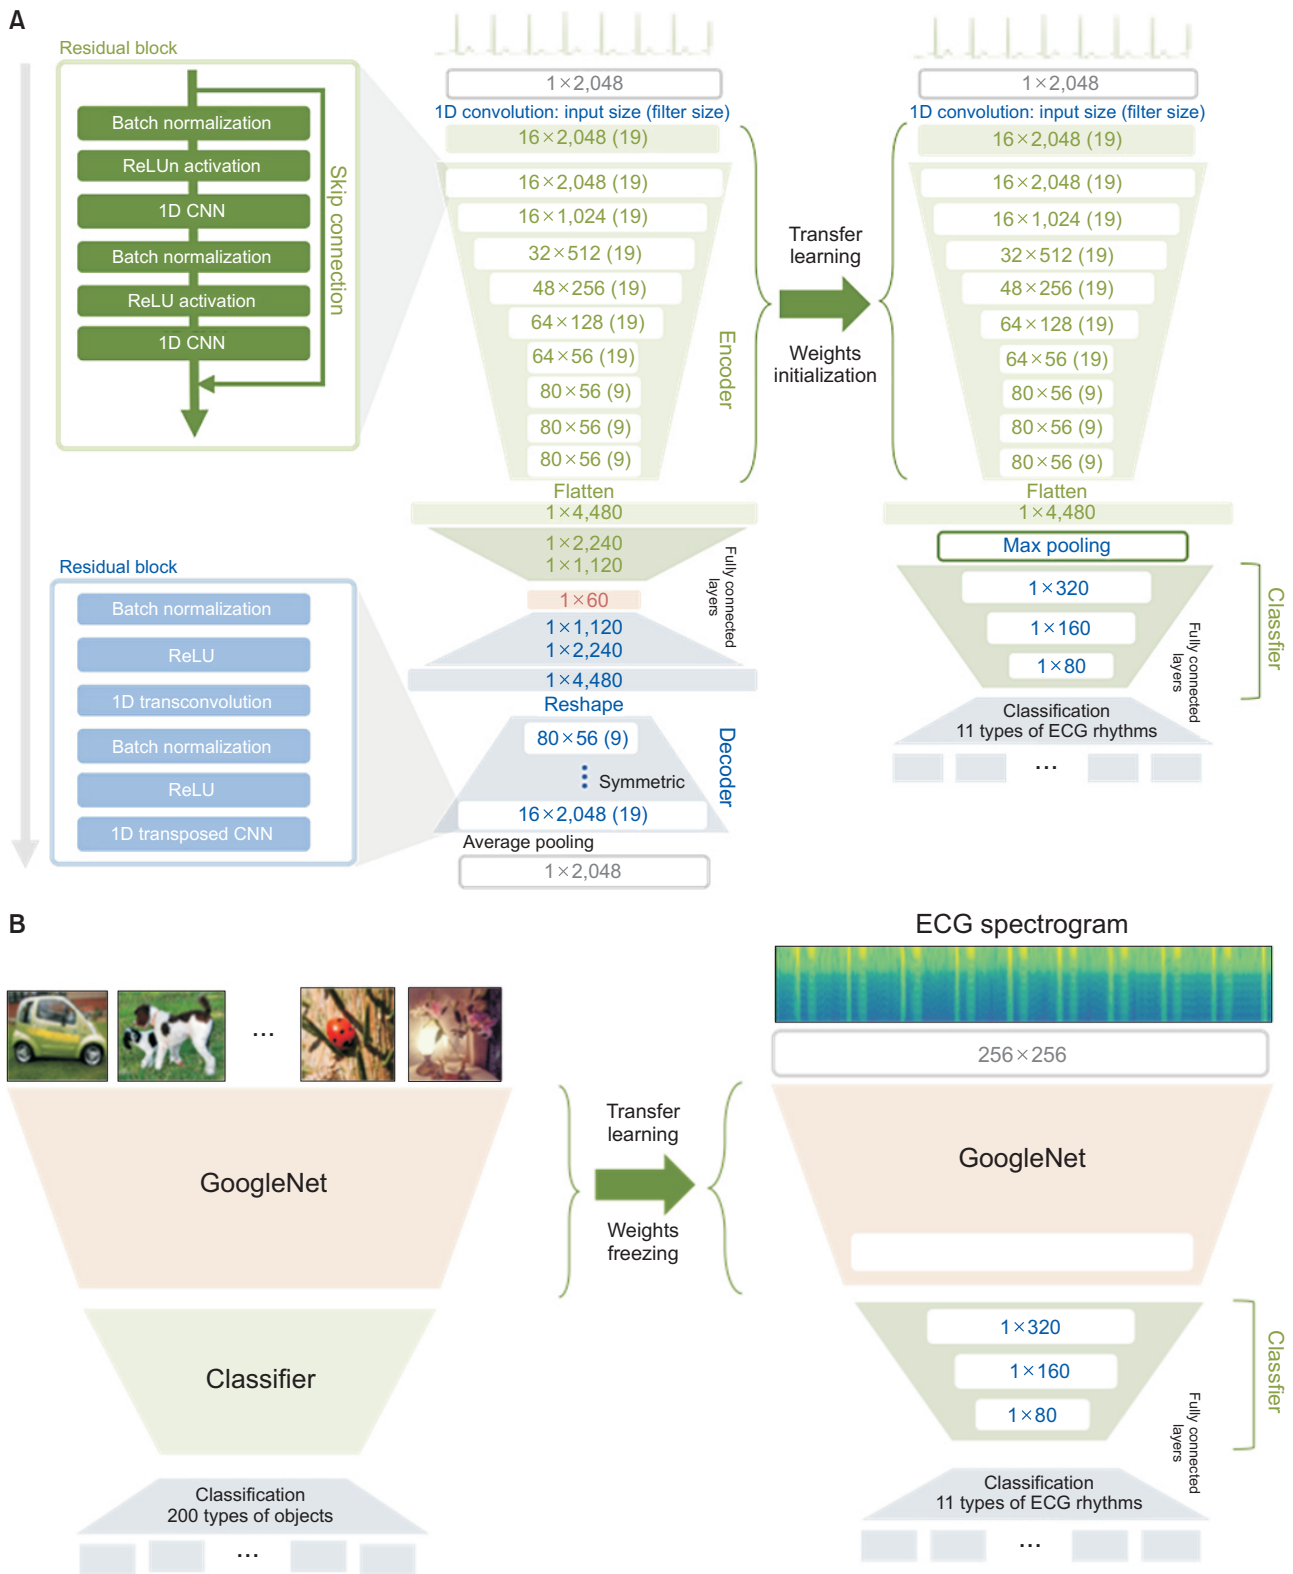 A
Residual block
Batch normalization
ReLUn activation
1D CNN
Batch normalization
ReLU activation
1D CNN
Skip connection
1×2,048
1D convolution: input size (filter size)
16×2,048 (19)
16×2,048 (19)
16×1,024 (19)
32×512 (19)
48×256 (19)
64×128 (19)
64×56 (19)
80×56 (9)
80×56 (9)
80×56 (9)
Encoder
Flatten
1×4,480
1×2,240
1×1,120
1×60
1×1,120
1×2,240
Fully connected
layers
1×4,480
Reshape
80×56 (9)
Symmetric
16×2,048 (19)
Decoder
Average pooling
1×2,048
Residual block
Batch normalization
ReLU
1D transconvolution
Batch normalization
ReLU
1D transposed CNN
Transfer
learning
Weights
initialization
1×2,048
1D convolution: input size (filter size)
16×2,048 (19)
16×2,048 (19)
16×1,024 (19)
32×512 (19)
48×256 (19)
64×128 (19)
64×56 (19)
80×56 (9)
80×56 (9)
80×56 (9)
Flatten
1×4,480
Max pooling
1×320
1×160
1×80
Fully connected
layers
Classfier
Classification
11 types of ECG rhythms
...
B
...
GoogleNet
Classifier
Classification
200 types of objects
...
Transfer
learning
Weights
freezing
ECG spectrogram
256×256
GoogleNet
1×320
1×160
1×80
Fully connected
layers
Classfier
Classification
11 types of ECG rhythms
...